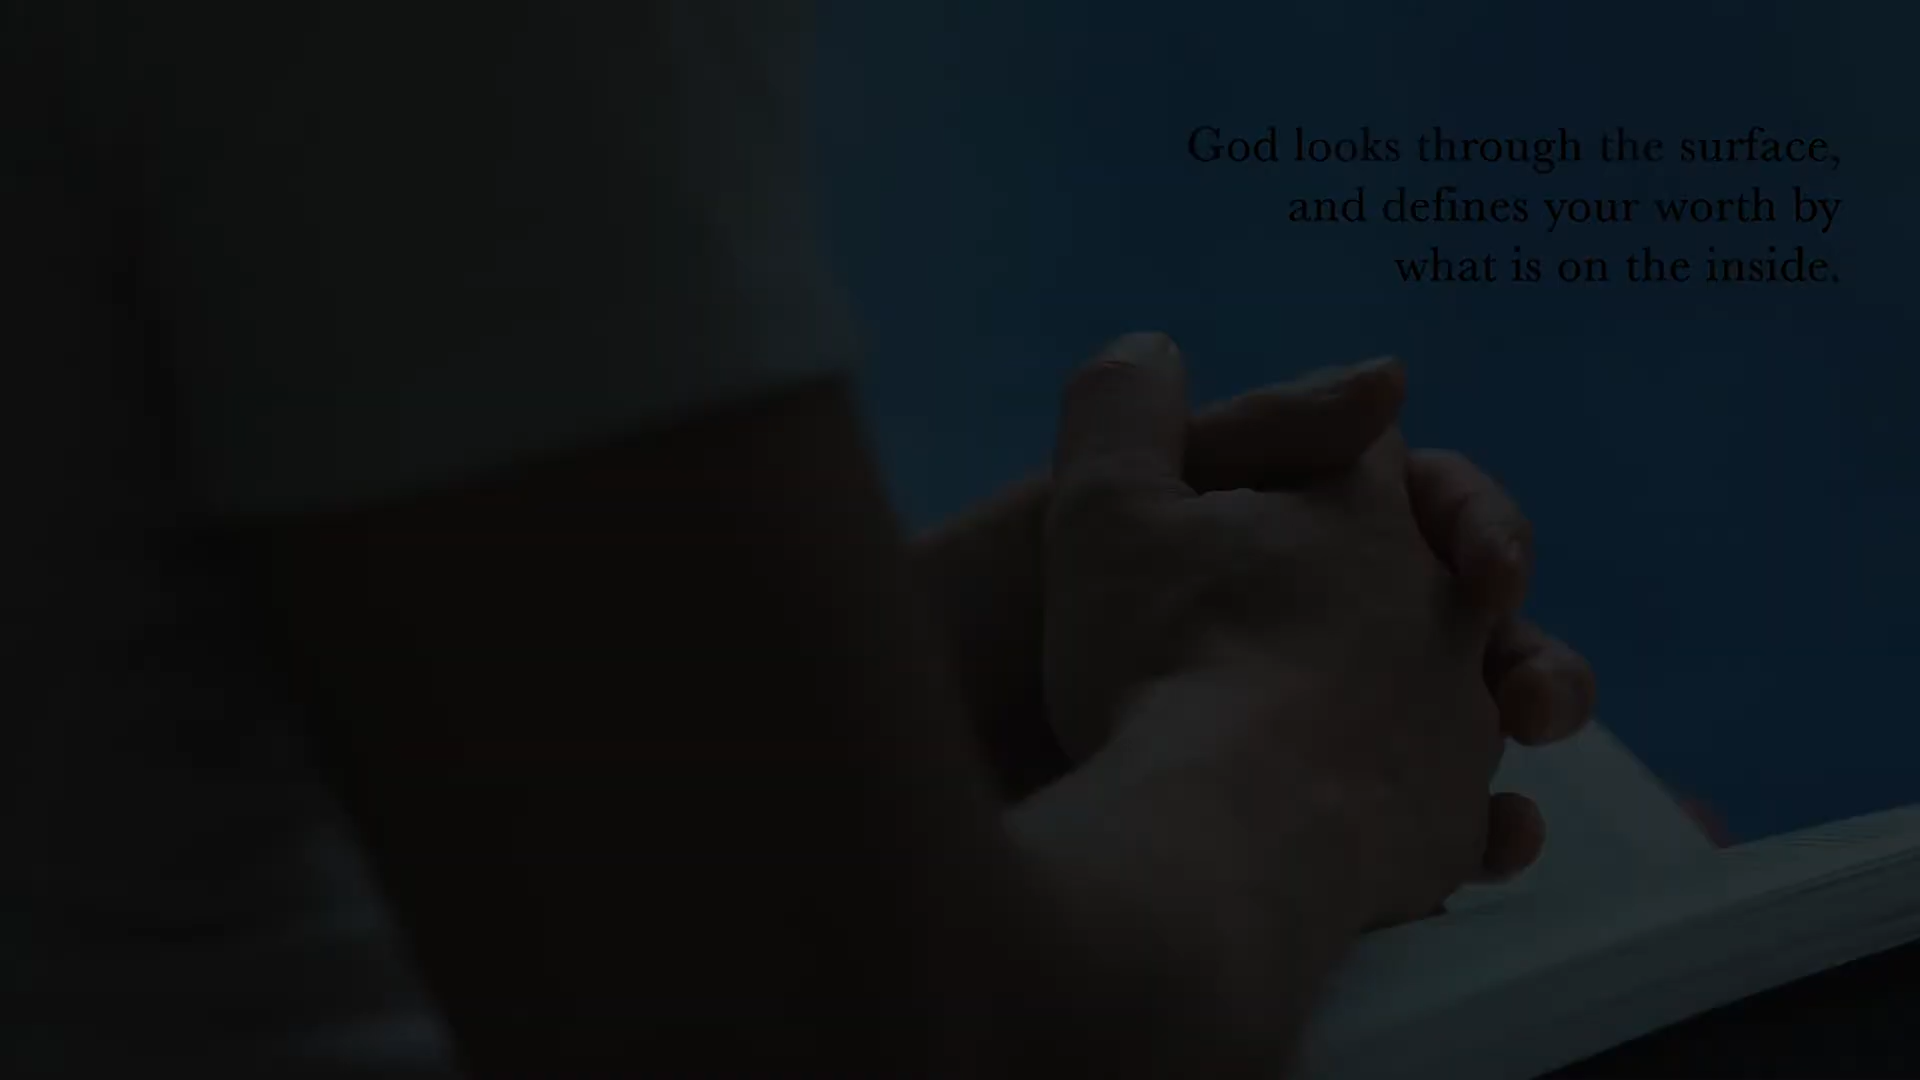 God looks through the surface,
and defines your worth by
what is on the inside.